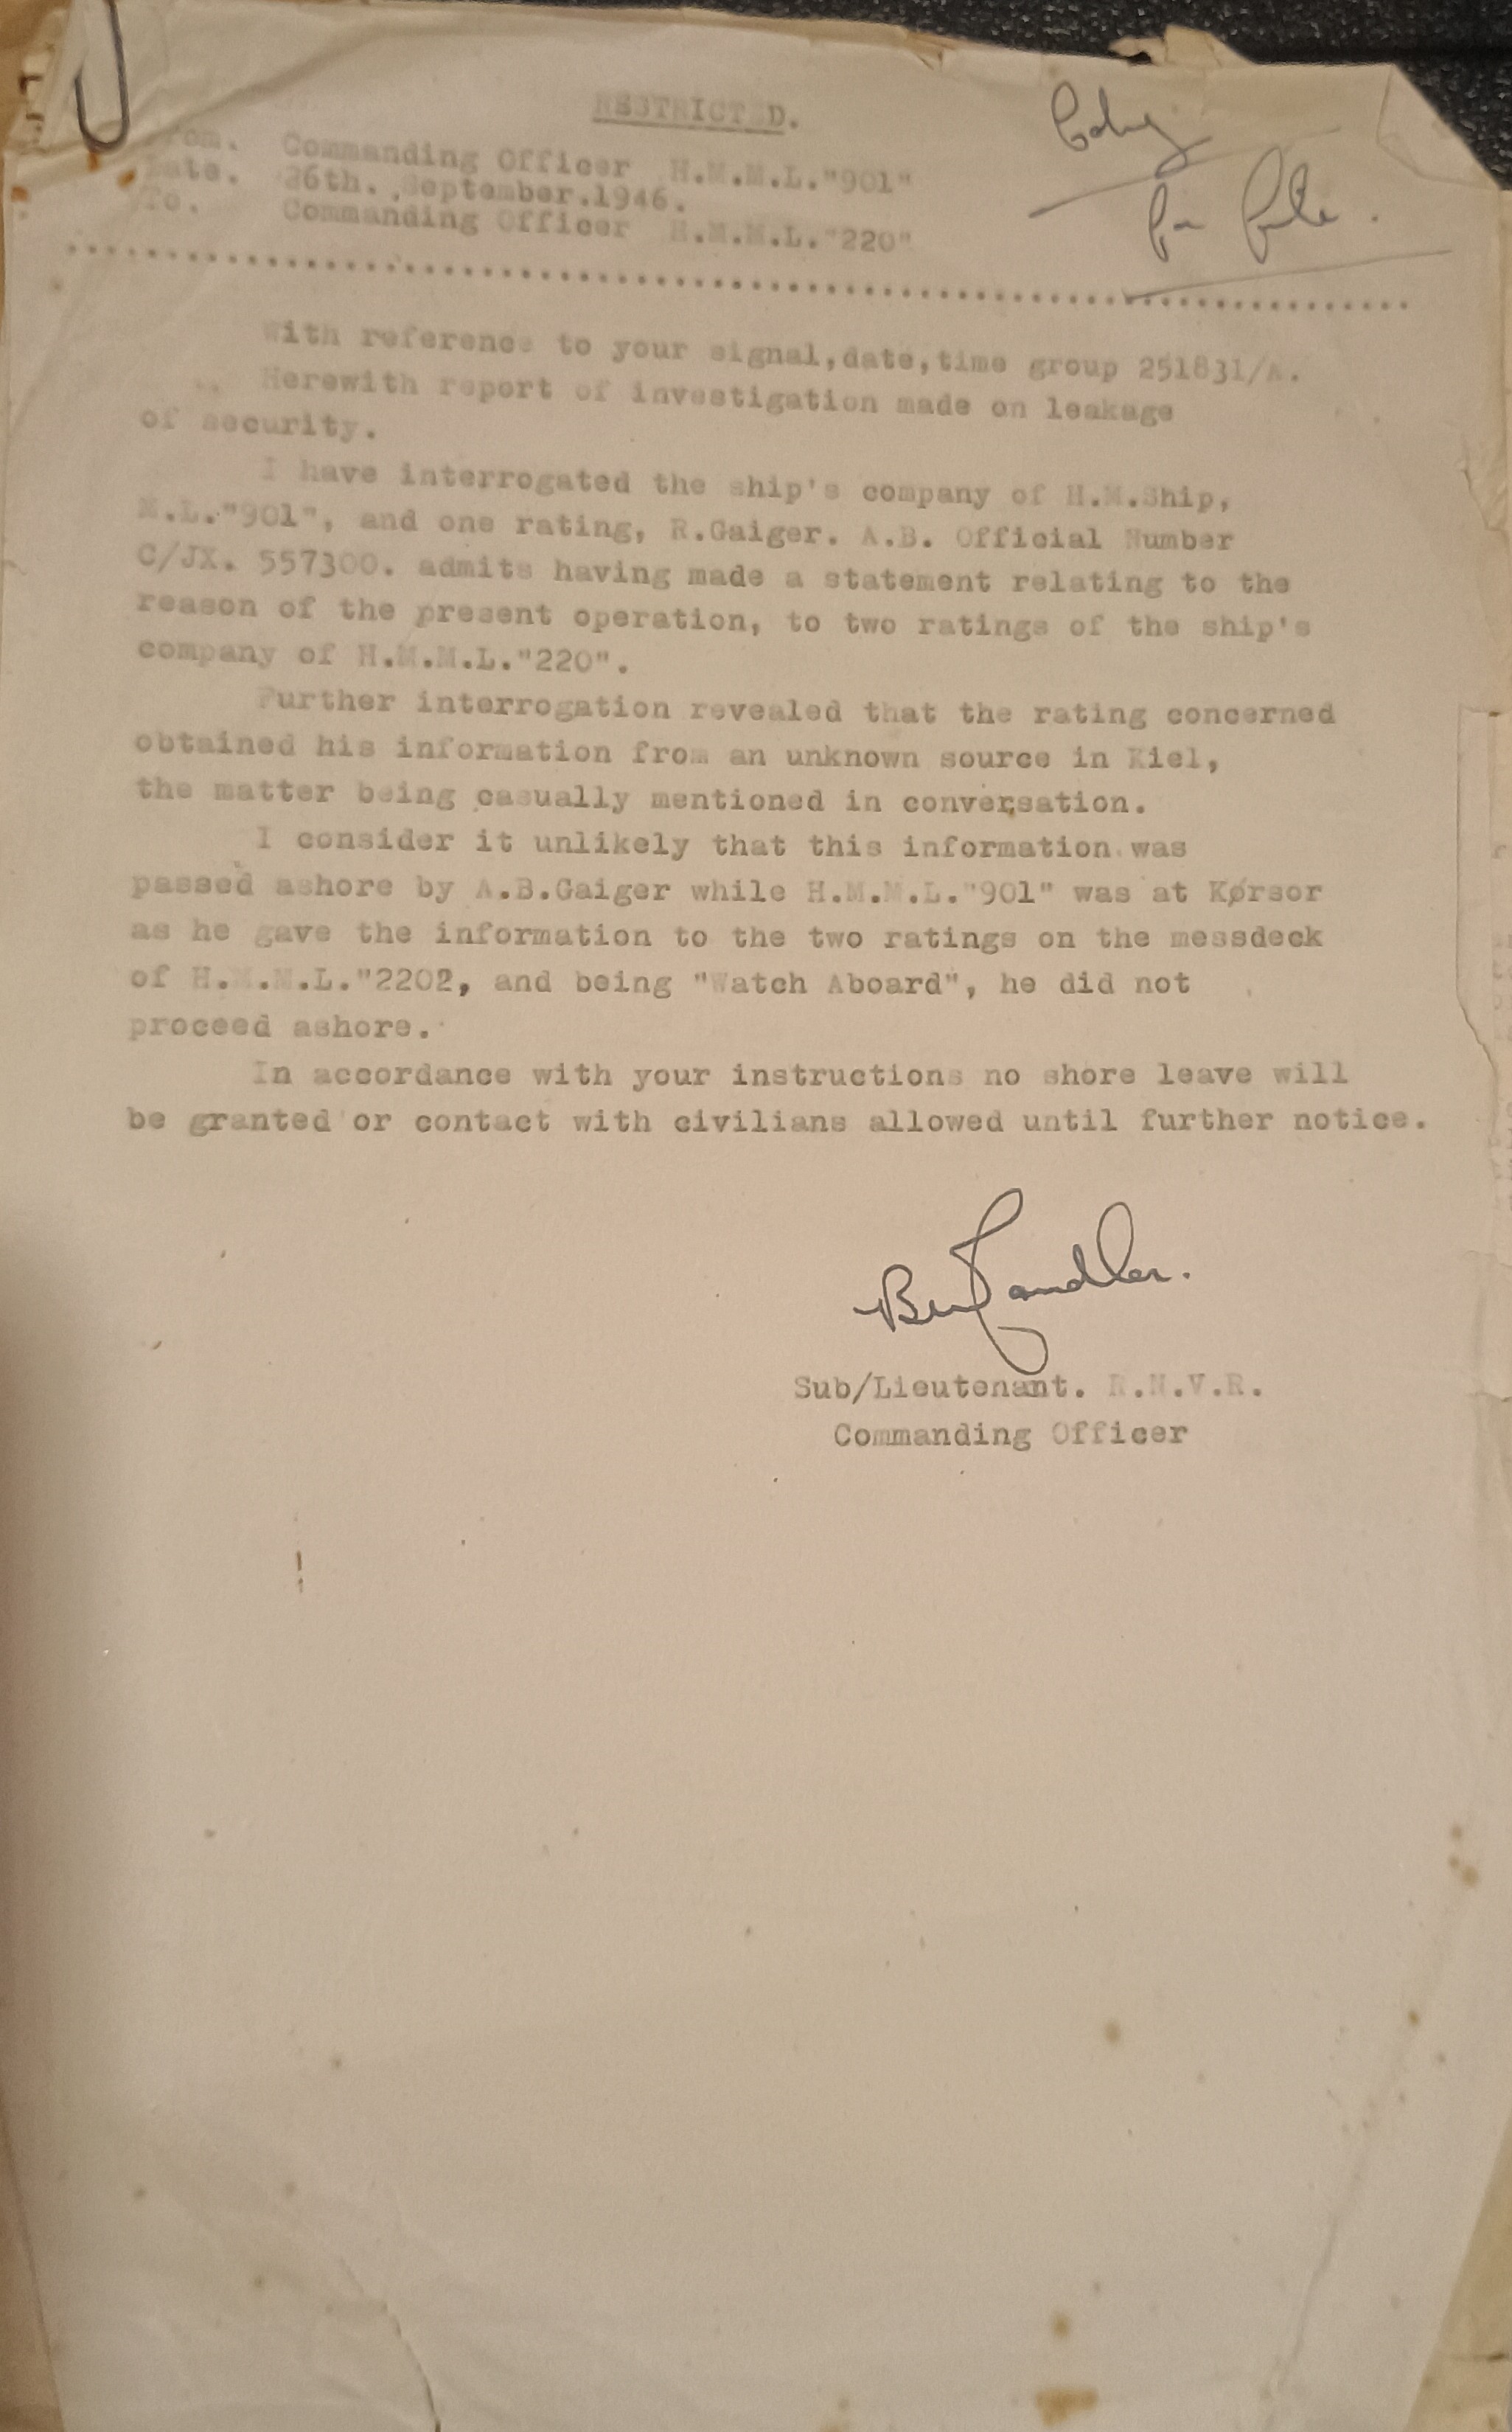 RESTRICTED.
Copy
for file.
From. Commanding Officer H.M.M.L."901"
Date. 26th. September.1946.
To. Commanding Officer H.M.M.L."220"
With reference to your signal,date,time group 251831/A.
Herewith report of investigation made on leakage
of security.
I have interrogated the ship's company of H.M.Ship,
M.L."901", and one rating, R.Gaiger. A.B. Official Number
C/JX. 557300. admits having made a statement relating to the
reason of the present operation, to two ratings of the ship's
company of H.M.M.L."220".
Further interrogation revealed that the rating concerned
obtained his information from an unknown source in Kiel,
the matter being casually mentioned in conversation.
I consider it unlikely that this information was
passed ashore by A.B.Gaiger while H.M.M.L."901" was at Kørsor
as he gave the information to the two ratings on the messdeck
of H.M.M.L."2202, and being "Watch Aboard", he did not
proceed ashore.
In accordance with your instructions no shore leave will
be granted or contact with civilians allowed until further notice.
Sub/Lieutenant. R.N.V.R.
Commanding Officer